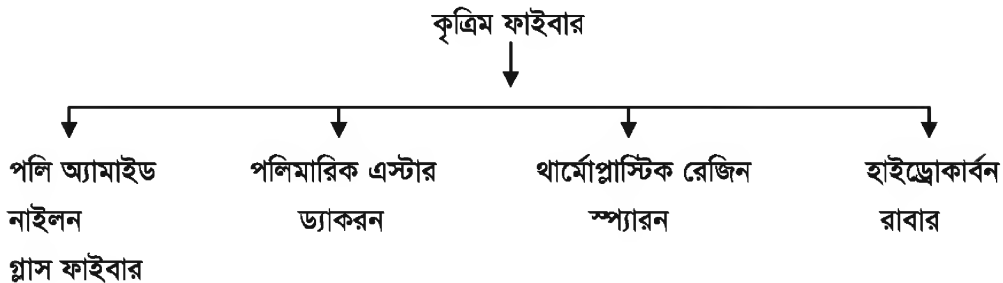 কৃত্রিম ফাইবার
পলি অ্যামাইড পলিমারিক এস্টার থার্মোপ্লাস্টিক রেজিন হাইড্রোকার্বন
নাইলন ড্যাকরন স্প্যারন রাবার
গ্লাস ফাইবার